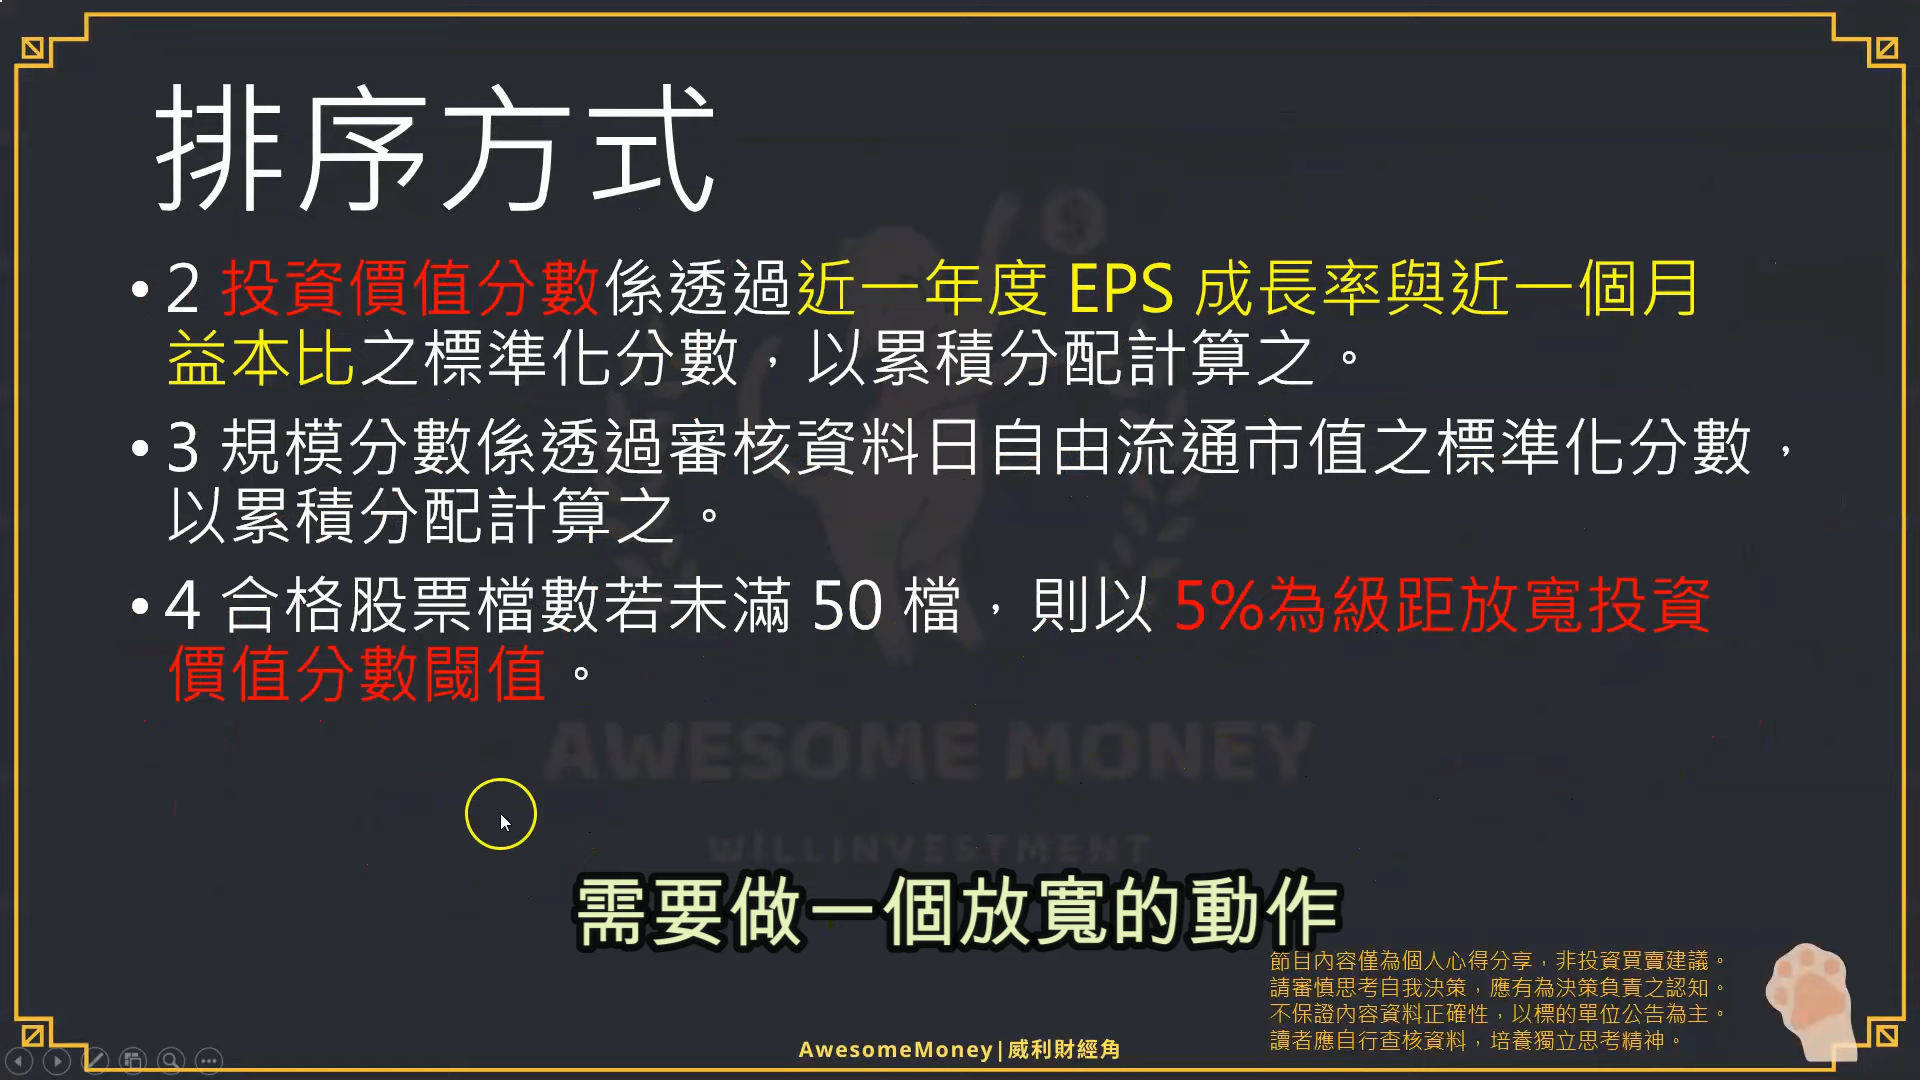 排序方式
• 2 投資價值分數係透過近一年度 EPS 成長率與近一個月
益本比之標準化分數，以累積分配計算之。
• 3 規模分數係透過審核資料日自由流通市值之標準化分數，
以累積分配計算之。
• 4 合格股票檔數若未滿 50 檔，則以 5%為級距放寬投資
價值分數閾值。
AWESOME MONEY
WILLINVESTMENT
需要做一個放寬的動作
節目內容僅為個人心得分享，非投資買賣建議。
請審慎思考自我決策，應有為決策負責之認知。
不保證內容資料正確性，以標的單位公告為主。
讀者應自行查核資料，培養獨立思考精神。
AwesomeMoney|威利財經角